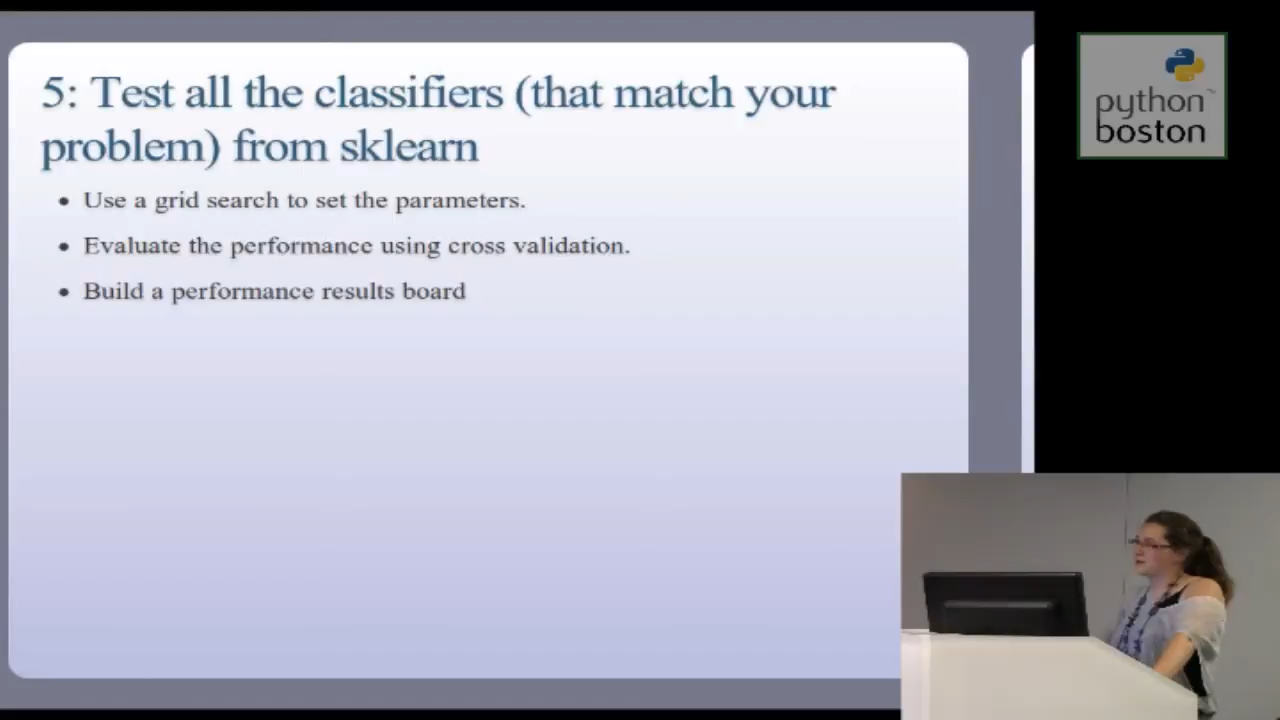 5: Test all the classifiers (that match your
problem) from sklearn
• Use a grid search to set the parameters.
• Evaluate the performance using cross validation.
• Build a performance results board
python™
boston